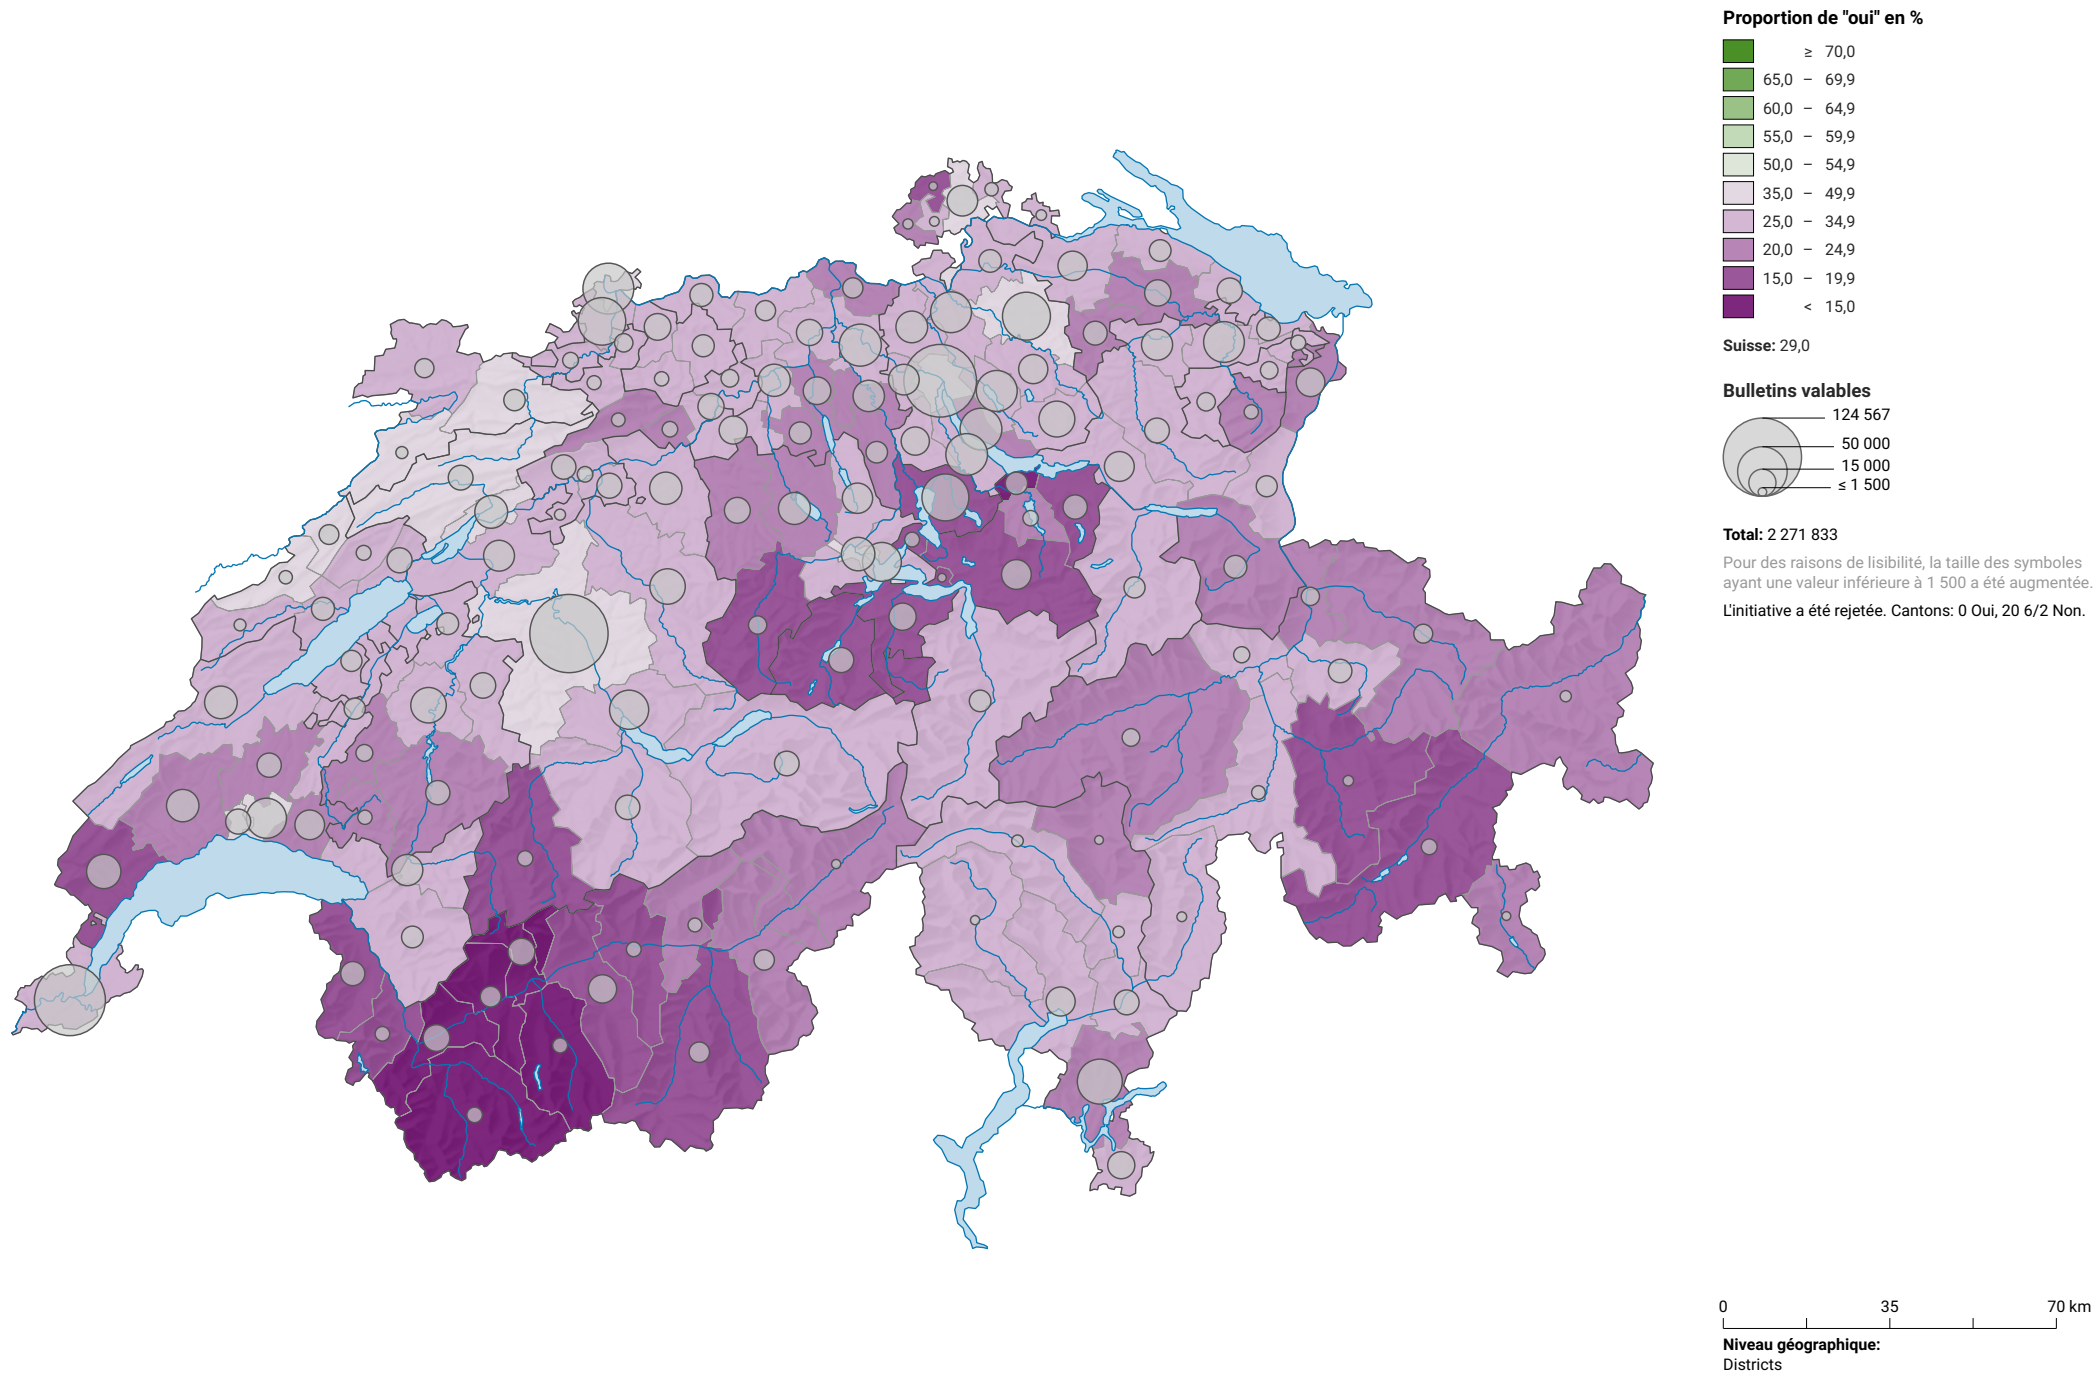 Proportion de "oui" en %
≥ 70,0
65,0 – 69,9
60,0 – 64,9
55,0 – 59,9
50,0 – 54,9
35,0 – 49,9
25,0 – 34,9
20,0 – 24,9
15,0 – 19,9
< 15,0
Suisse: 29,0
Bulletins valables
124 567
50 000
15 000
≤ 1 500
Total: 2 271 833
Pour des raisons de lisibilité, la taille des symboles
ayant une valeur inférieure à 1 500 a été augmentée.
L'initiative a été rejetée. Cantons: 0 Oui, 20 6/2 Non.
0 35 70 km
Niveau géographique:
Districts